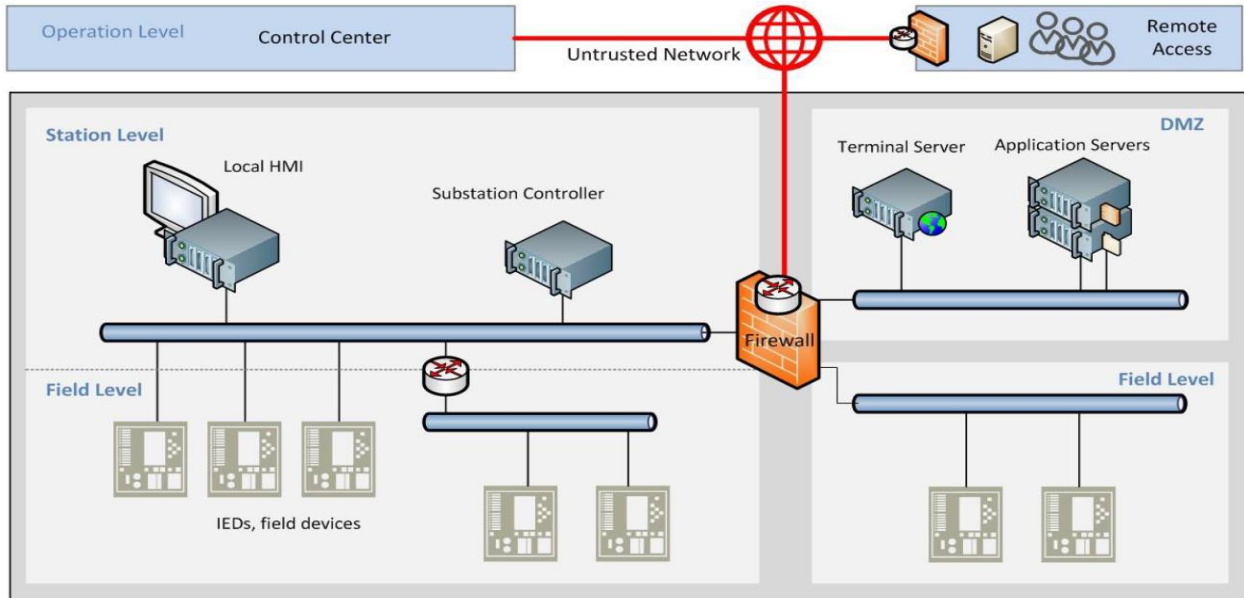 Operation Level
Control Center
Untrusted Network
Remote
Access
Station Level
Local HMI
Substation Controller
DMZ
Terminal Server
Application Servers
Firewall
Field Level
IEDs, field devices
Field Level